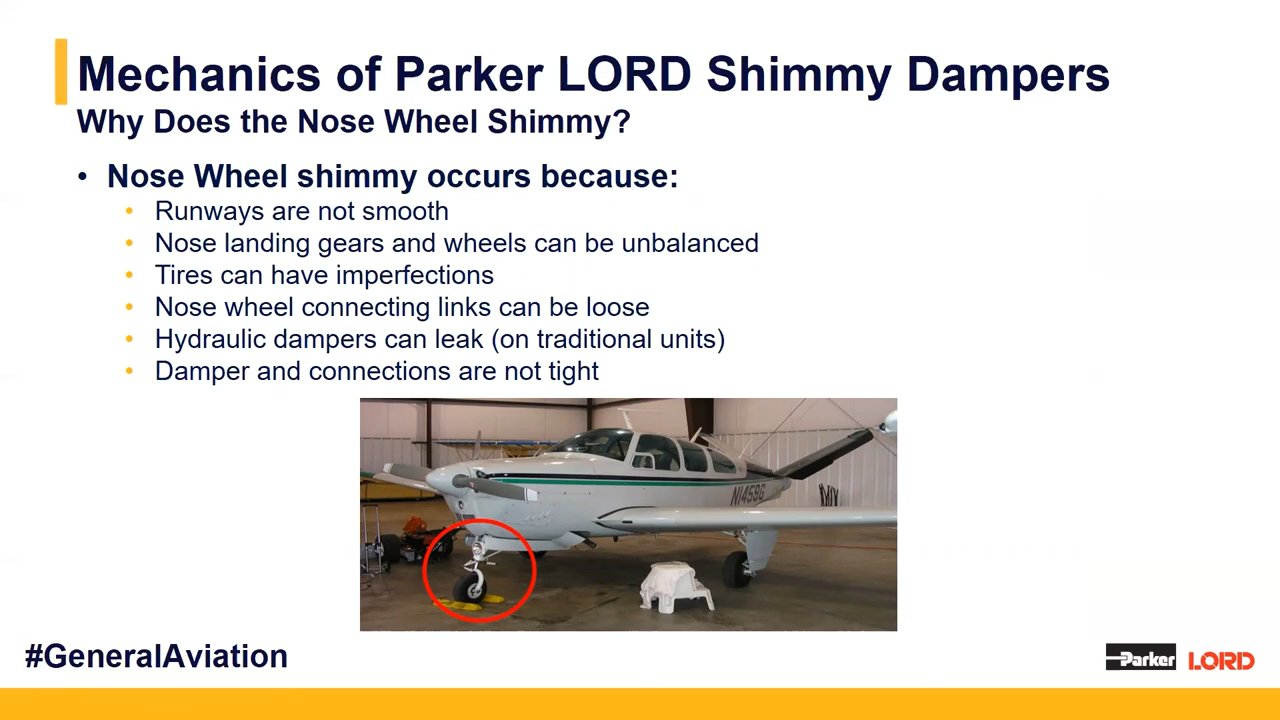 Mechanics of Parker LORD Shimmy Dampers
Why Does the Nose Wheel Shimmy?
• Nose Wheel shimmy occurs because:
• Runways are not smooth
• Nose landing gears and wheels can be unbalanced
• Tires can have imperfections
• Nose wheel connecting links can be loose
• Hydraulic dampers can leak (on traditional units)
• Damper and connections are not tight
N1459G
#GeneralAviation
Parker LORD